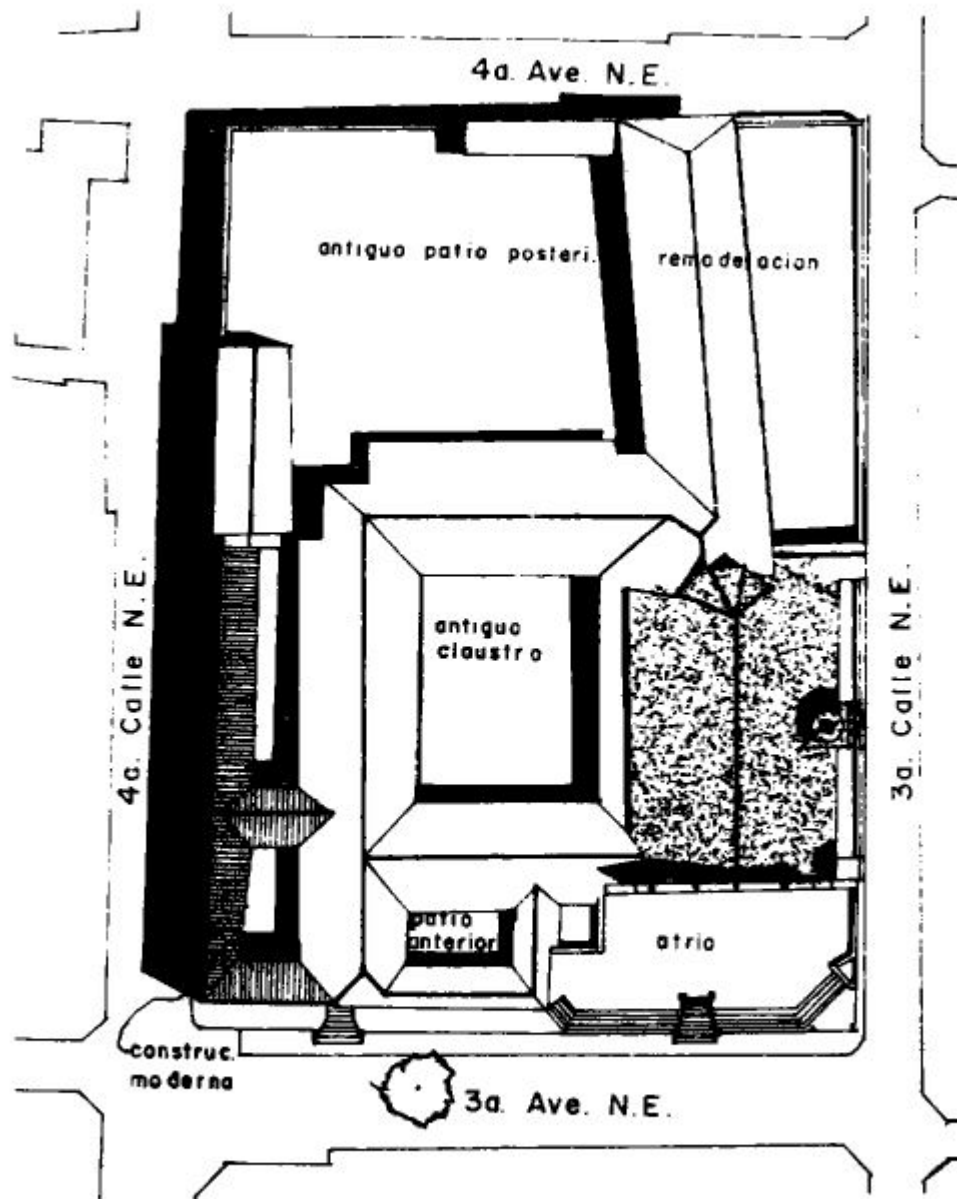 4a. Ave. N.E.
antiguo patio posteri.
remodelacion
antiguo
claustro
4a. Calle N.E.
3a. Calle N.E.
patio
anterior
atrio
construc.
moderna
3a. Ave. N.E.